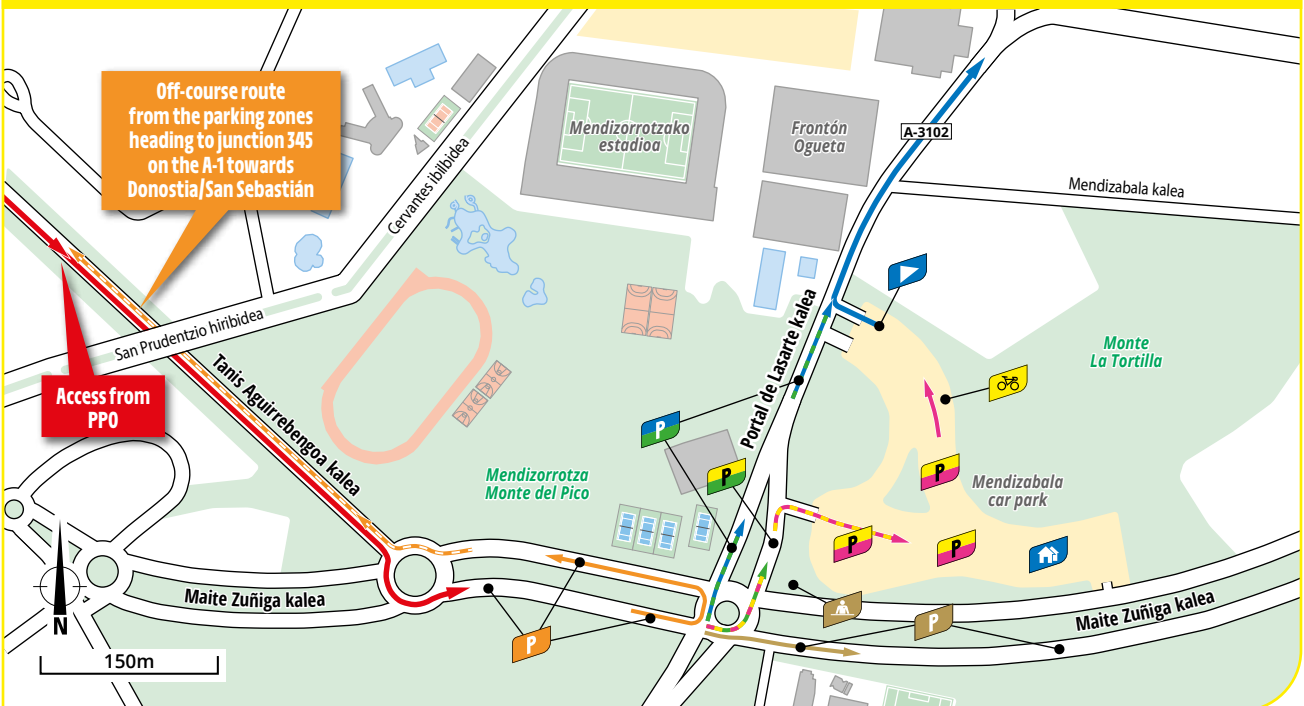 Off-course route
from the parking zones
heading to junction 345
on the A-1 towards
Donostia/San Sebastián
Mendizorrotzako
estadioa
Frontón
Ogueta
A-3102
Mendizabala kalea
Cervantes ibilbidea
San Prudentzio hiribidea
Access from
PPO
Tanis Aguirrebengoa kalea
Portal de Lasarte kalea
Monte
La Tortilla
P
P
P
Mendizorrotza
Monte del Pico
Mendizabala
car park
P
P
Maite Zuñiga kalea
Maite Zuñiga kalea
P
P
N
150m